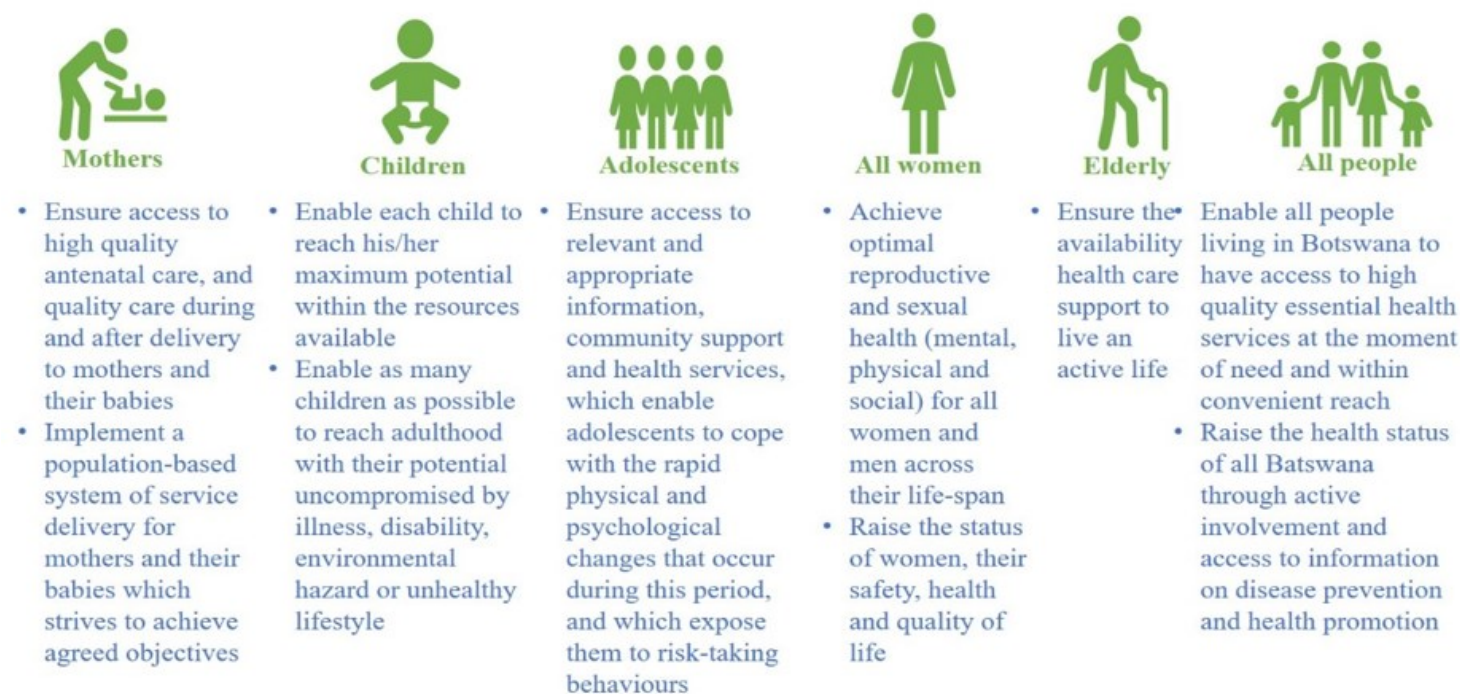 Mothers
• Ensure access to
high quality
antenatal care, and
quality care during
and after delivery
to mothers and
their babies
• Implement a
population-based
system of service
delivery for
mothers and their
babies which
strives to achieve
agreed objectives
Children
• Enable each child to
reach his/her
maximum potential
within the resources
available
• Enable as many
children as possible
to reach adulthood
with their potential
uncompromised by
illness, disability,
environmental
hazard or unhealthy
lifestyle
Adolescents
• Ensure access to
relevant and
appropriate
information,
community support
and health services,
which enable
adolescents to cope
with the rapid
physical and
psychological
changes that occur
during this period,
and which expose
them to risk-taking
behaviours
All women
• Achieve
optimal
reproductive
and sexual
health (mental,
physical and
social) for all
women and
men across
their life-span
• Raise the status
of women, their
safety, health
and quality of
life
Elderly
• Ensure the
availability
health care
support to
live an
active life
All people
• Enable all people
living in Botswana to
have access to high
quality essential health
services at the moment
of need and within
convenient reach
• Raise the health status
of all Batswana
through active
involvement and
access to information
on disease prevention
and health promotion